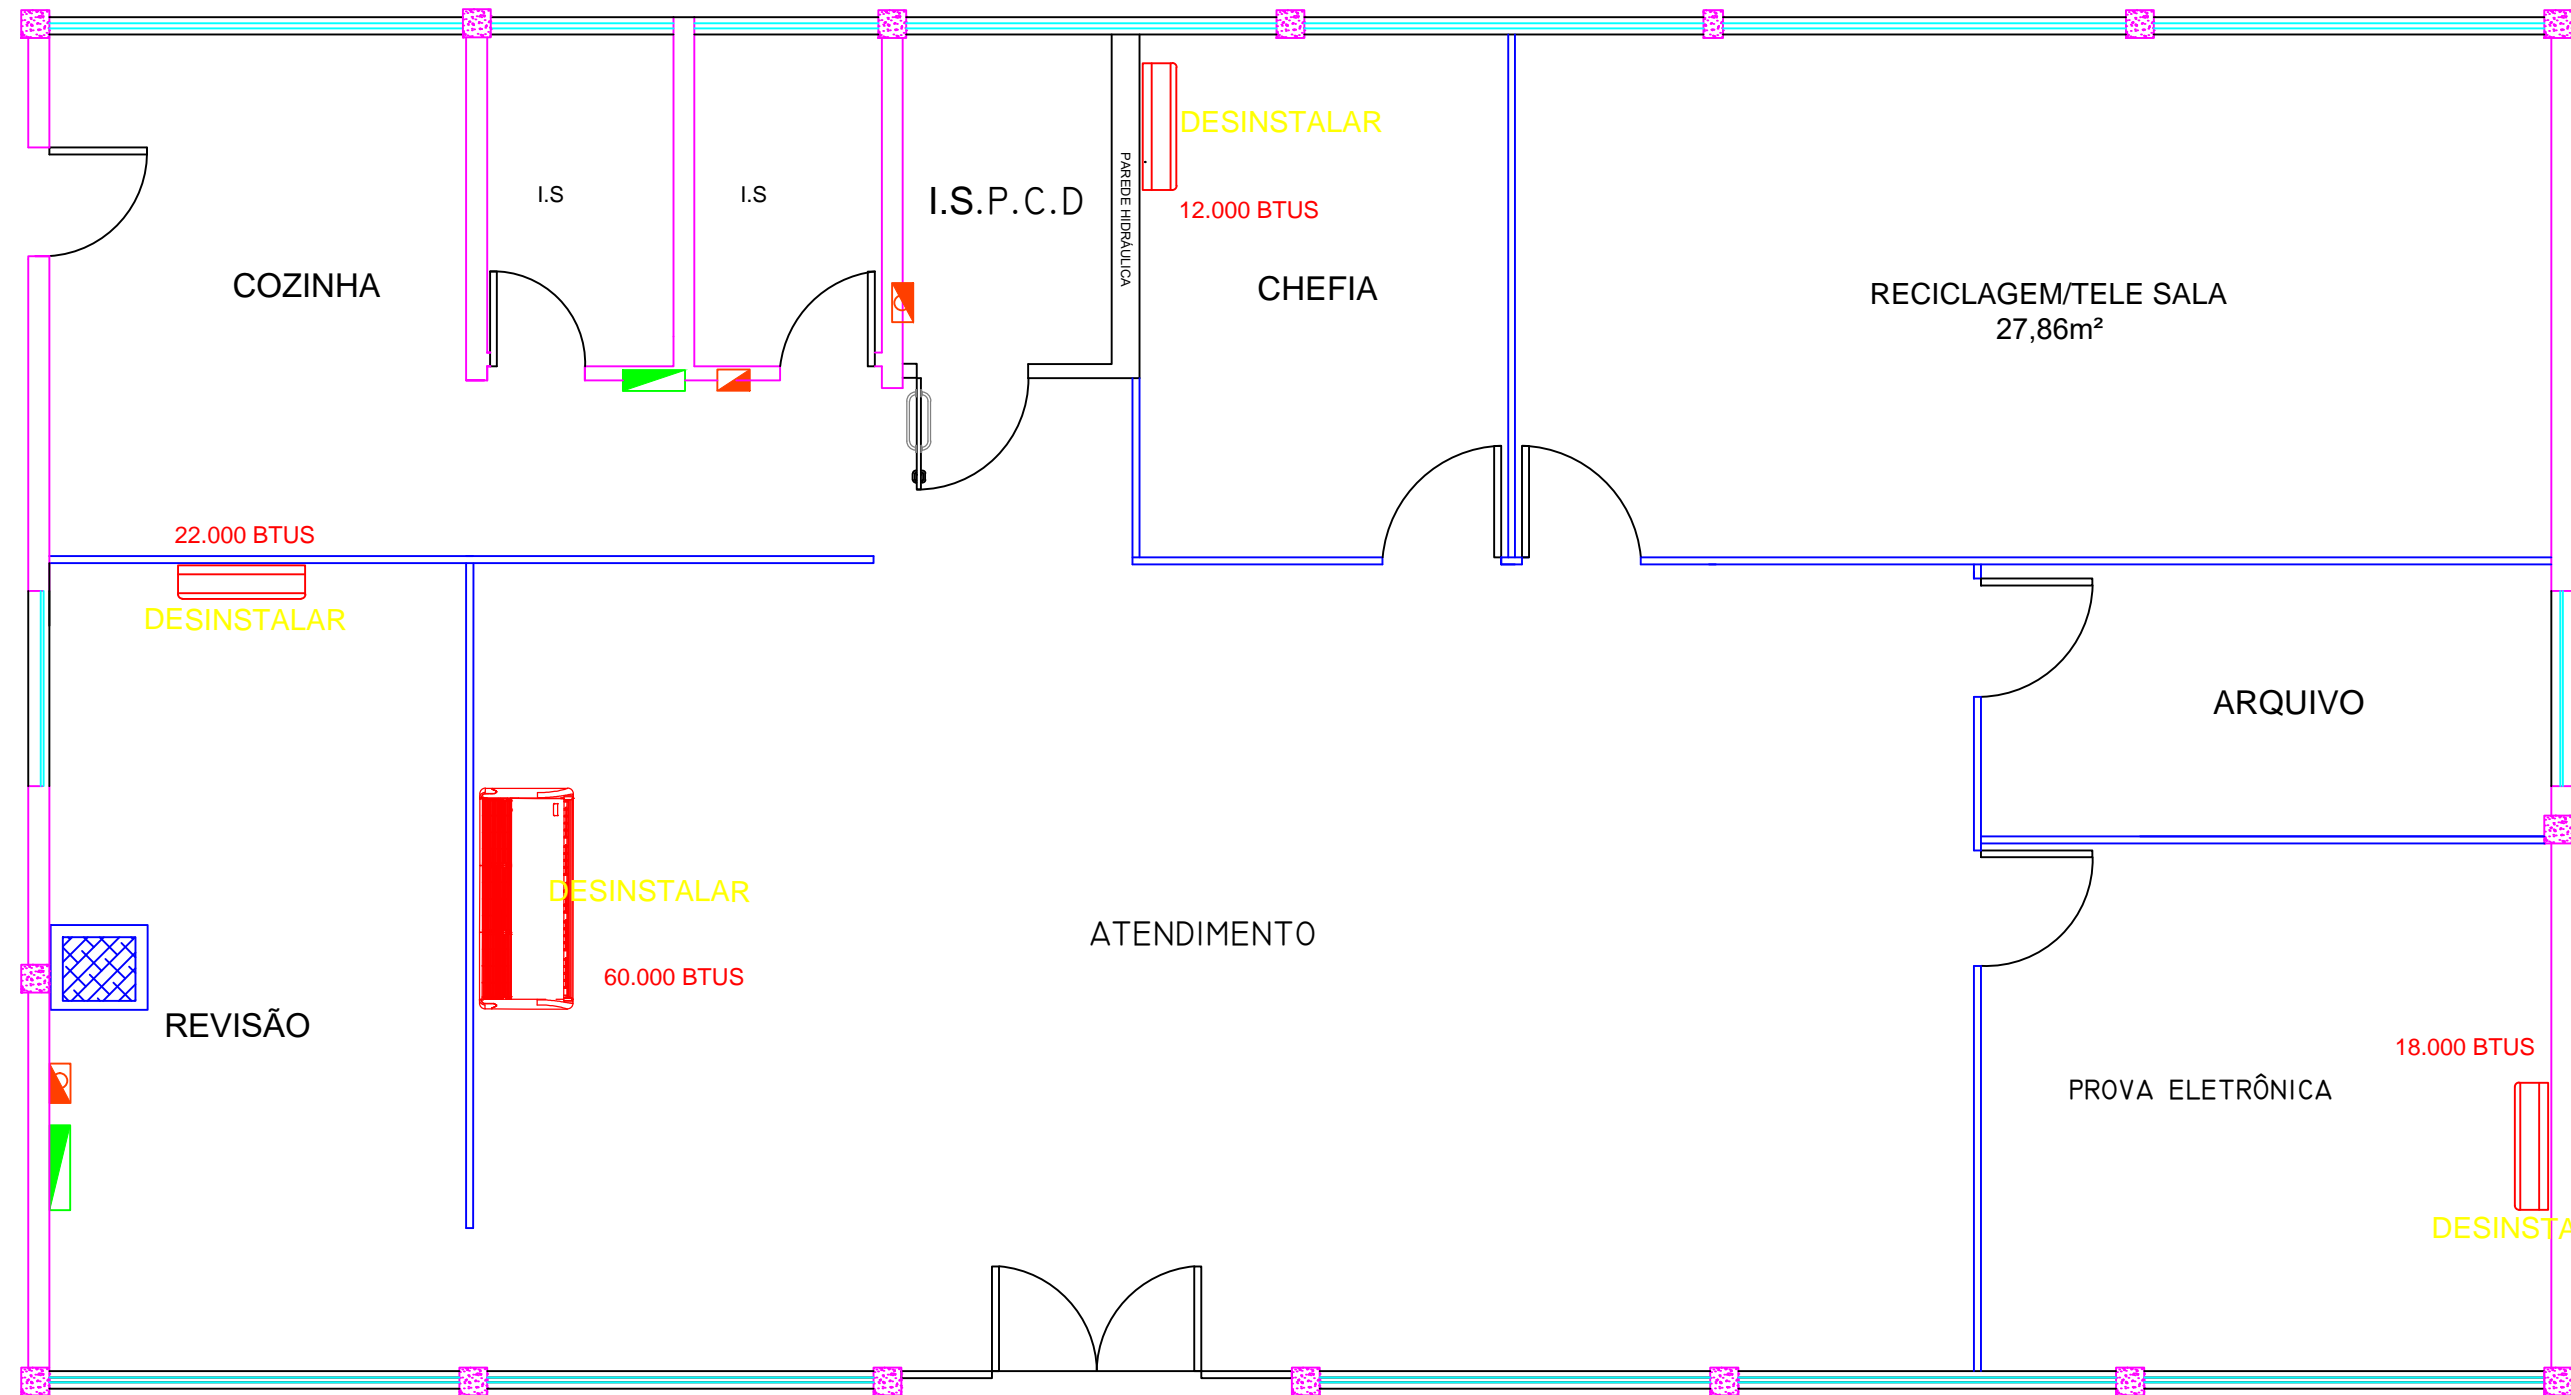 DESINSTALAR
12.000 BTUS
I.S
I.S
I.S.P.C.D
PAREDE HIDRÁULICA
COZINHA
CHEFIA
RECICLAGEM/TELE SALA
27,86m²
22.000 BTUS
DESINSTALAR
ARQUIVO
DESINSTALAR
60.000 BTUS
ATENDIMENTO
REVISÃO
18.000 BTUS
PROVA ELETRÔNICA
DESINSTA